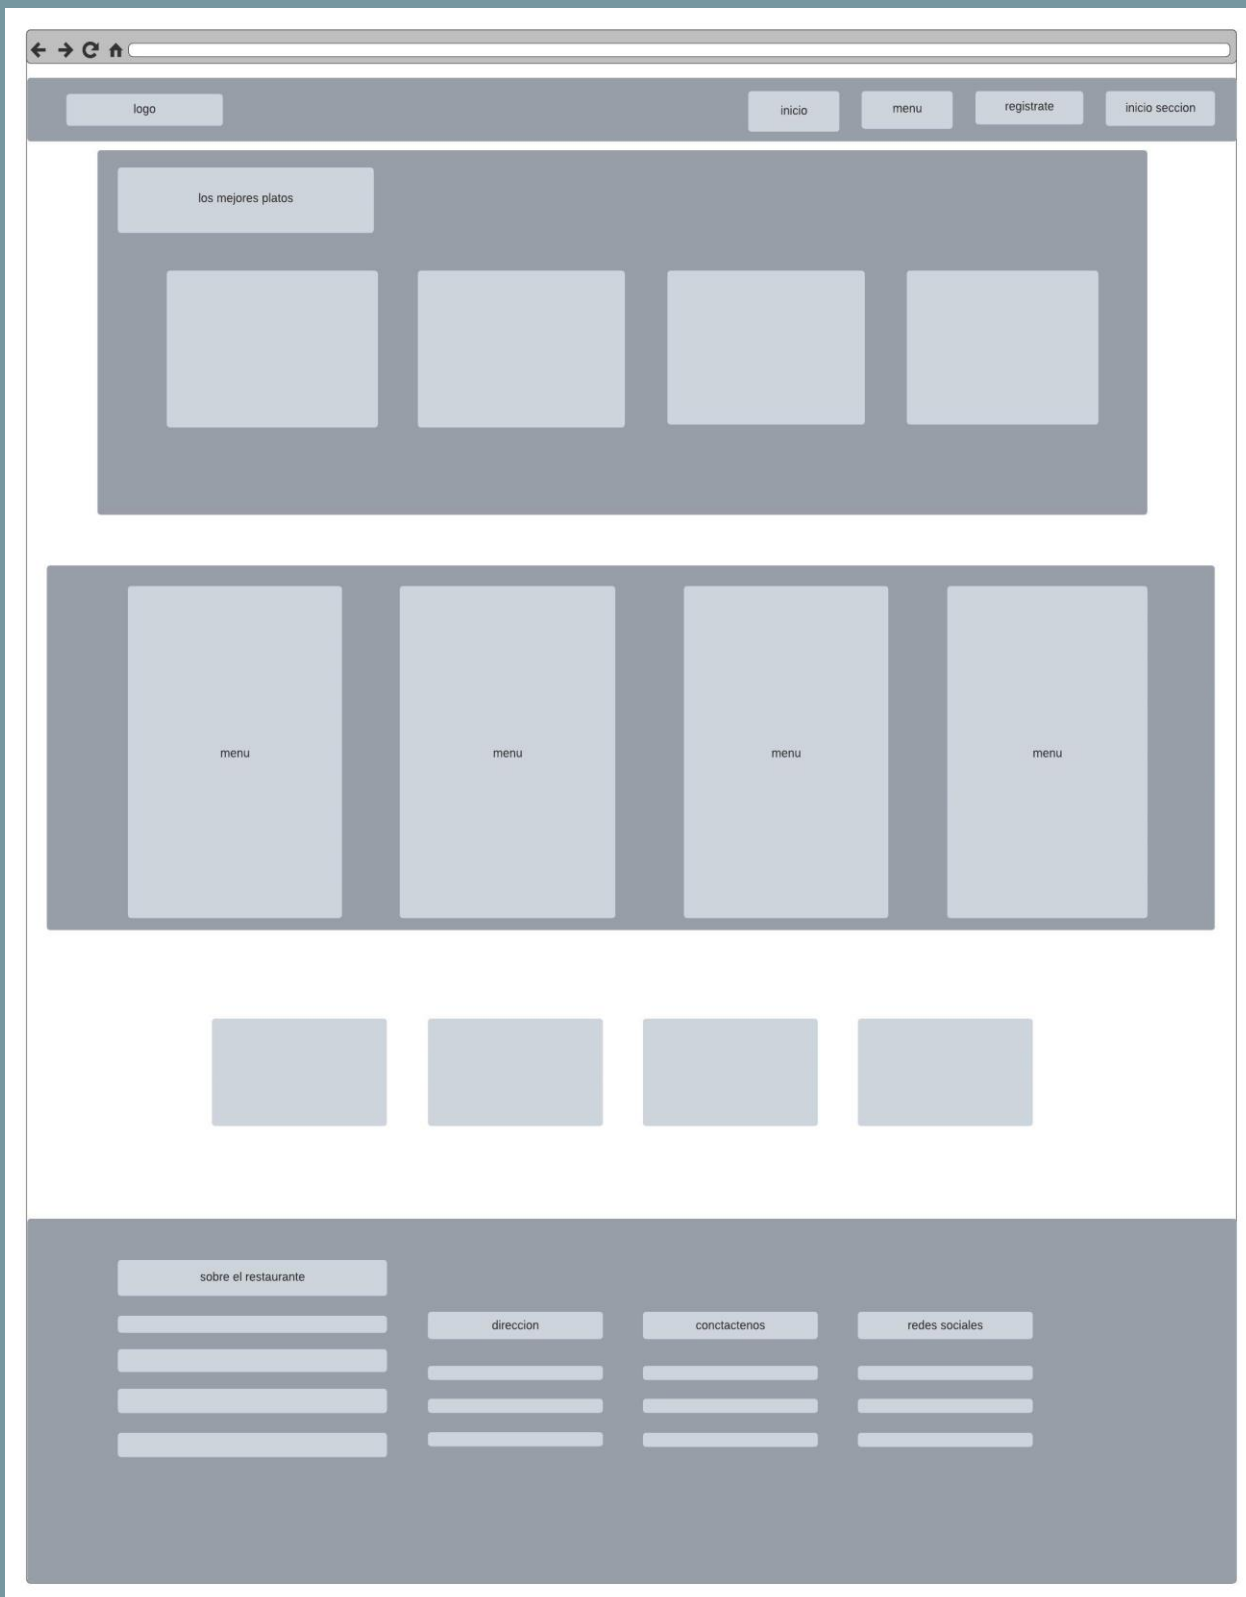 logo
inicio
menu
registrate
inicio seccion
los mejores platos
menu
menu
menu
menu
sobre el restaurante
direccion
conctactenos
redes sociales